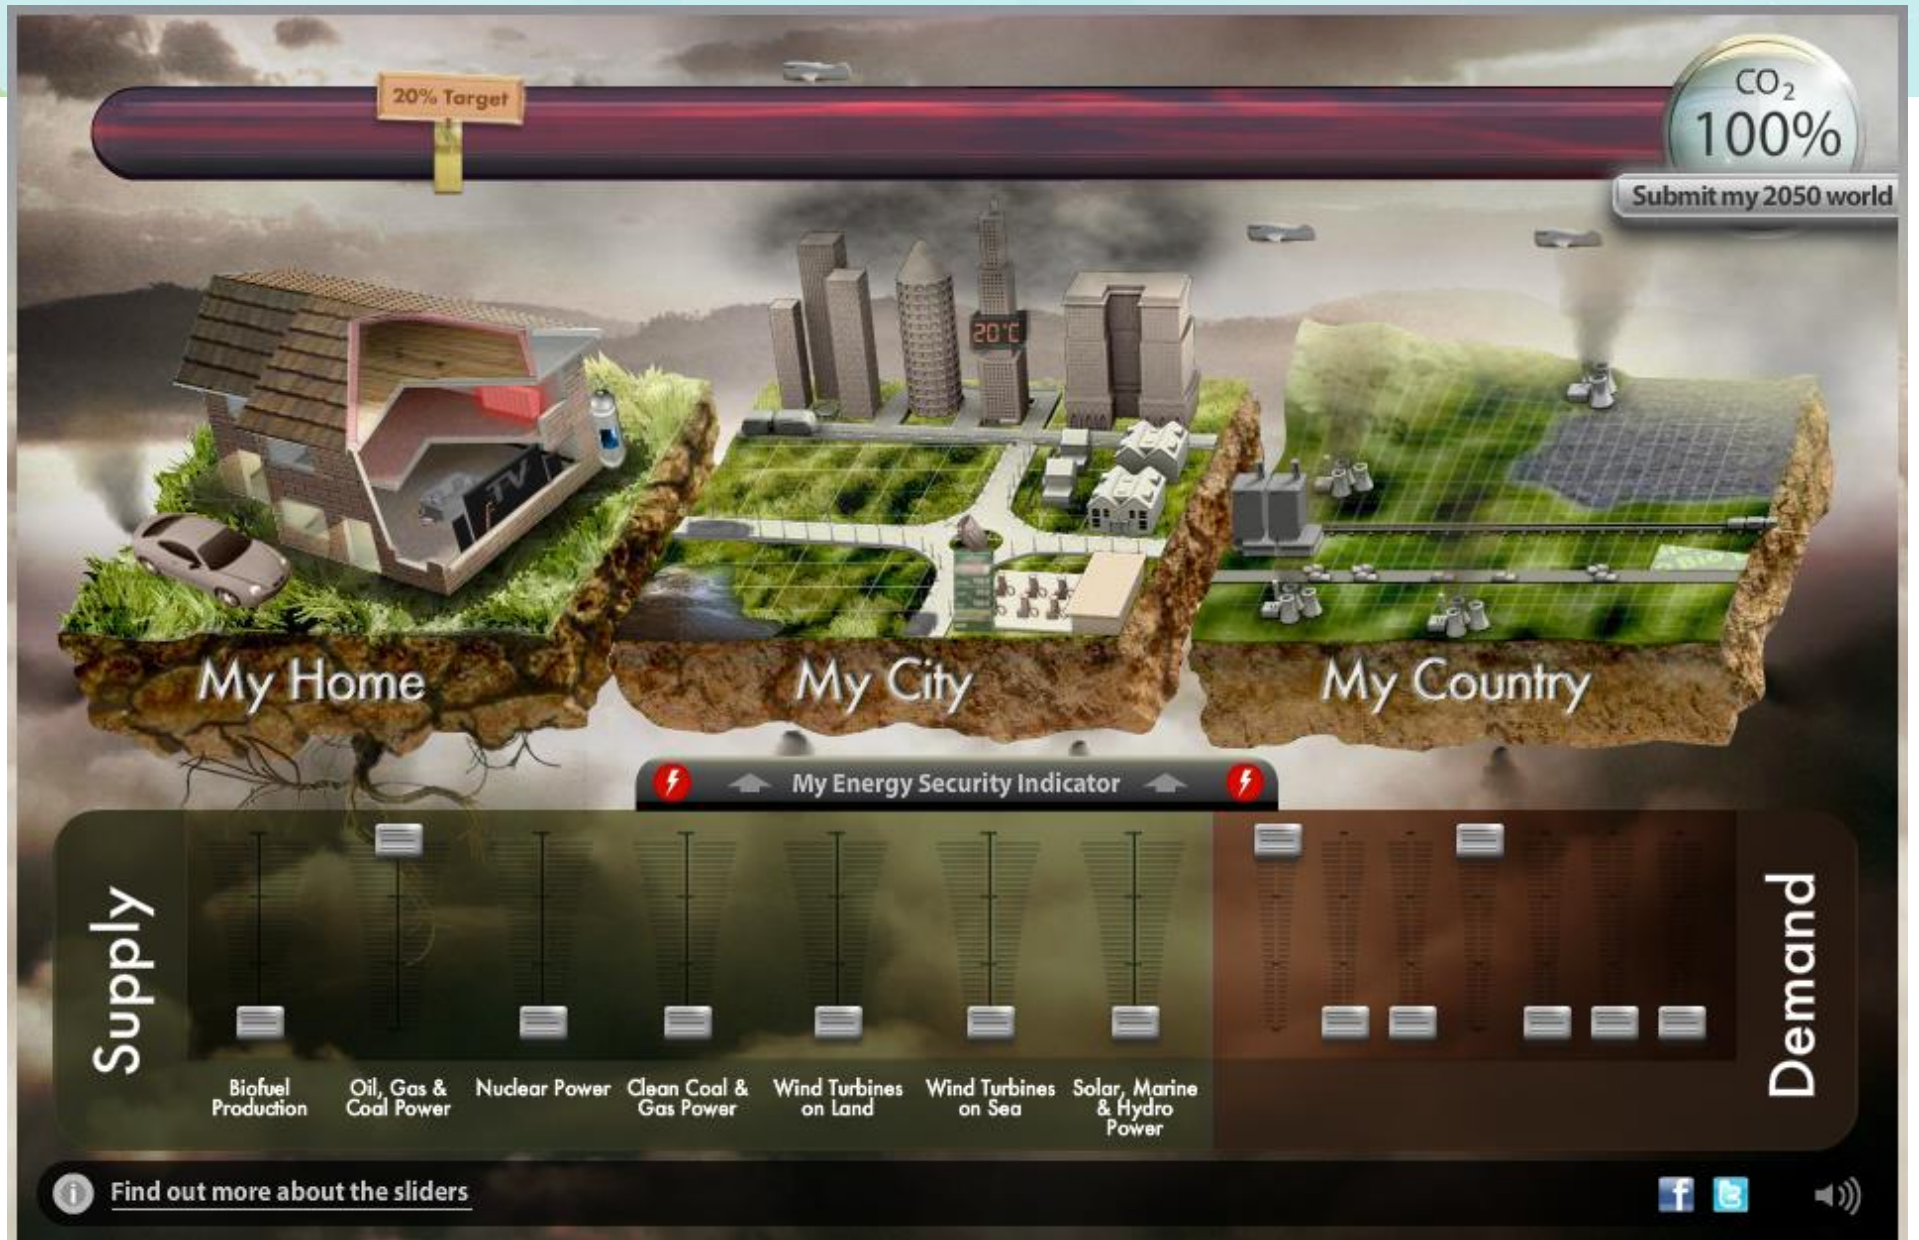 20% Target
CO₂
100%
Submit my 2050 world
20°C
TV
My Home
My City
My Country
My Energy Security Indicator
Supply
Demand
Biofuel
Production
Oil, Gas &
Coal Power
Nuclear Power
Clean Coal &
Gas Power
Wind Turbines
on Land
Wind Turbines
on Sea
Solar, Marine
& Hydro
Power
Find out more about the sliders